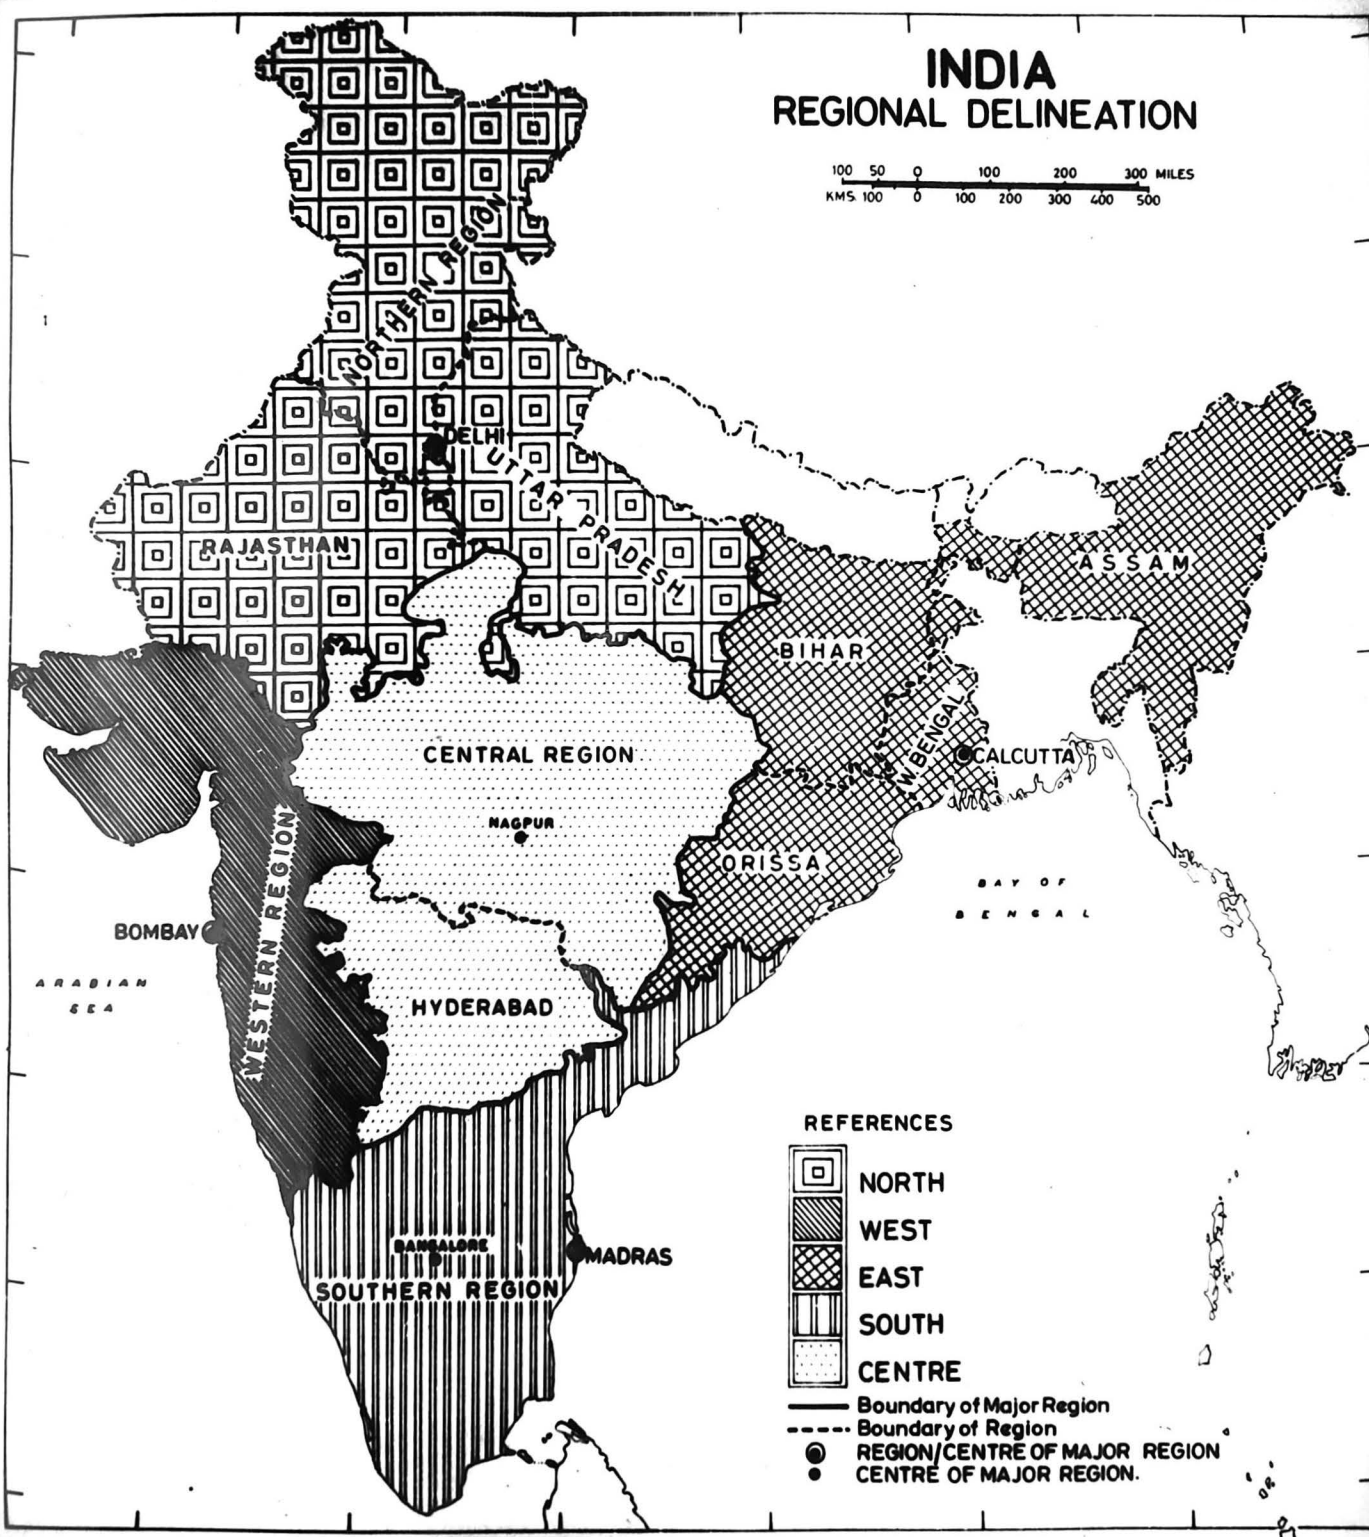 INDIA
REGIONAL DELINEATION
100 50 0 100 200 300 MILES
KMS. 100 0 100 200 300 400 500
NORTHERN REGION
DELHI
UTTAR PRADESH
RAJASTHAN
ASSAM
BIHAR
W. BENGAL
CALCUTTA
CENTRAL REGION
NAGPUR
ORISSA
WESTERN REGION
BOMBAY
BAY OF
BENGAL
ARABIAN
SEA
HYDERABAD
BANGALORE
MADRAS
SOUTHERN REGION
REFERENCES
NORTH
WEST
EAST
SOUTH
CENTRE
Boundary of Major Region
Boundary of Region
REGION/CENTRE OF MAJOR REGION
CENTRE OF MAJOR REGION.